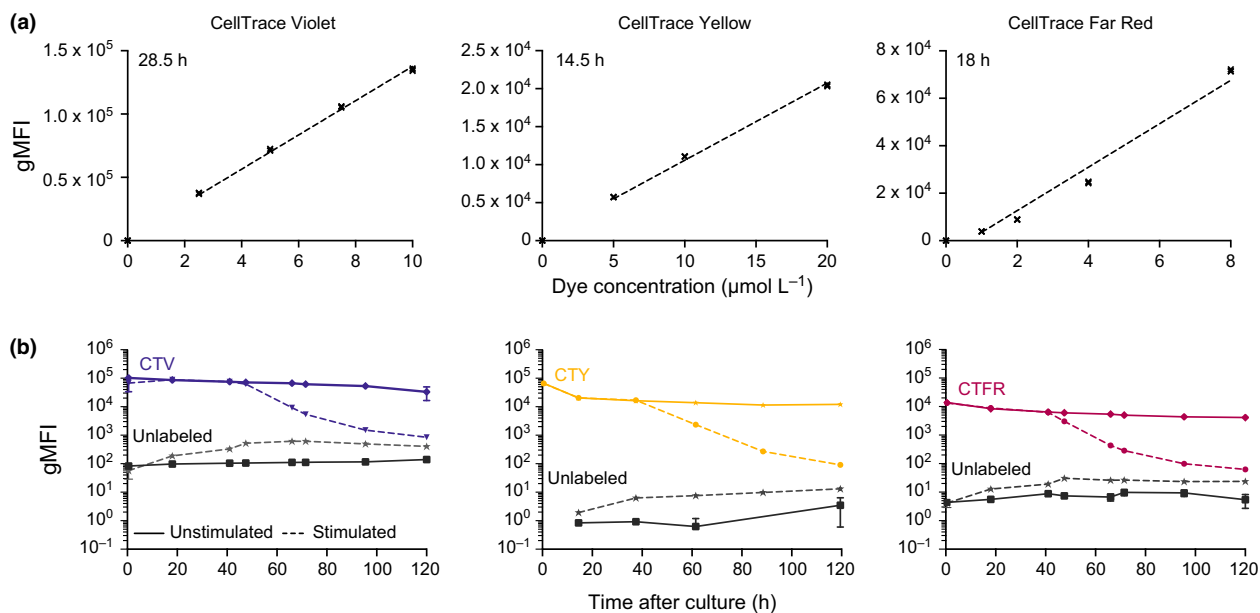 (a)
CellTrace Violet
CellTrace Yellow
CellTrace Far Red
gMFI
1.5 x 10⁵
1.0 x 10⁵
0.5 x 10⁵
0
28.5 h
0 2 4 6 8 10
2.5 x 10⁴
2.0 x 10⁴
1.5 x 10⁴
1.0 x 10⁴
0.5 x 10⁴
0
14.5 h
0 5 10 15 20
8 x 10⁴
6 x 10⁴
4 x 10⁴
2 x 10⁴
0
18 h
0 2 4 6 8
Dye concentration (µmol L⁻¹)
(b)
gMFI
10⁶
10⁵
10⁴
10³
10²
10¹
10⁰
10⁻¹
CTV
Unlabeled
Unstimulated Stimulated
0 20 40 60 80 100 120
10⁶
10⁵
10⁴
10³
10²
10¹
10⁰
10⁻¹
CTY
Unlabeled
0 20 40 60 80 100 120
10⁶
10⁵
10⁴
10³
10²
10¹
10⁰
10⁻¹
CTFR
Unlabeled
0 20 40 60 80 100 120
Time after culture (h)